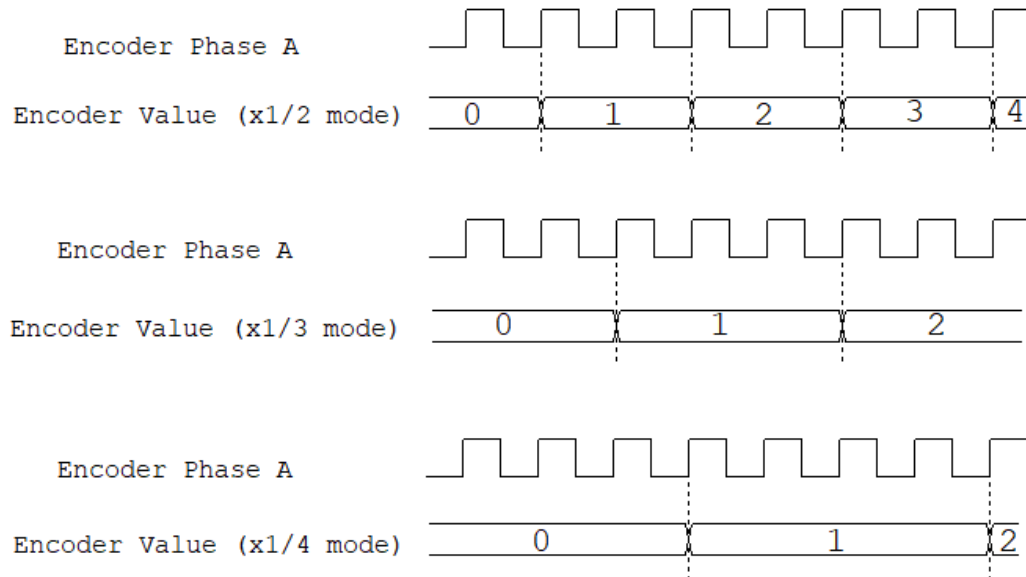 Encoder Phase A
Encoder Value (x1/2 mode) 0 1 2 3 4
Encoder Phase A
Encoder Value (x1/3 mode) 0 1 2
Encoder Phase A
Encoder Value (x1/4 mode) 0 1 2